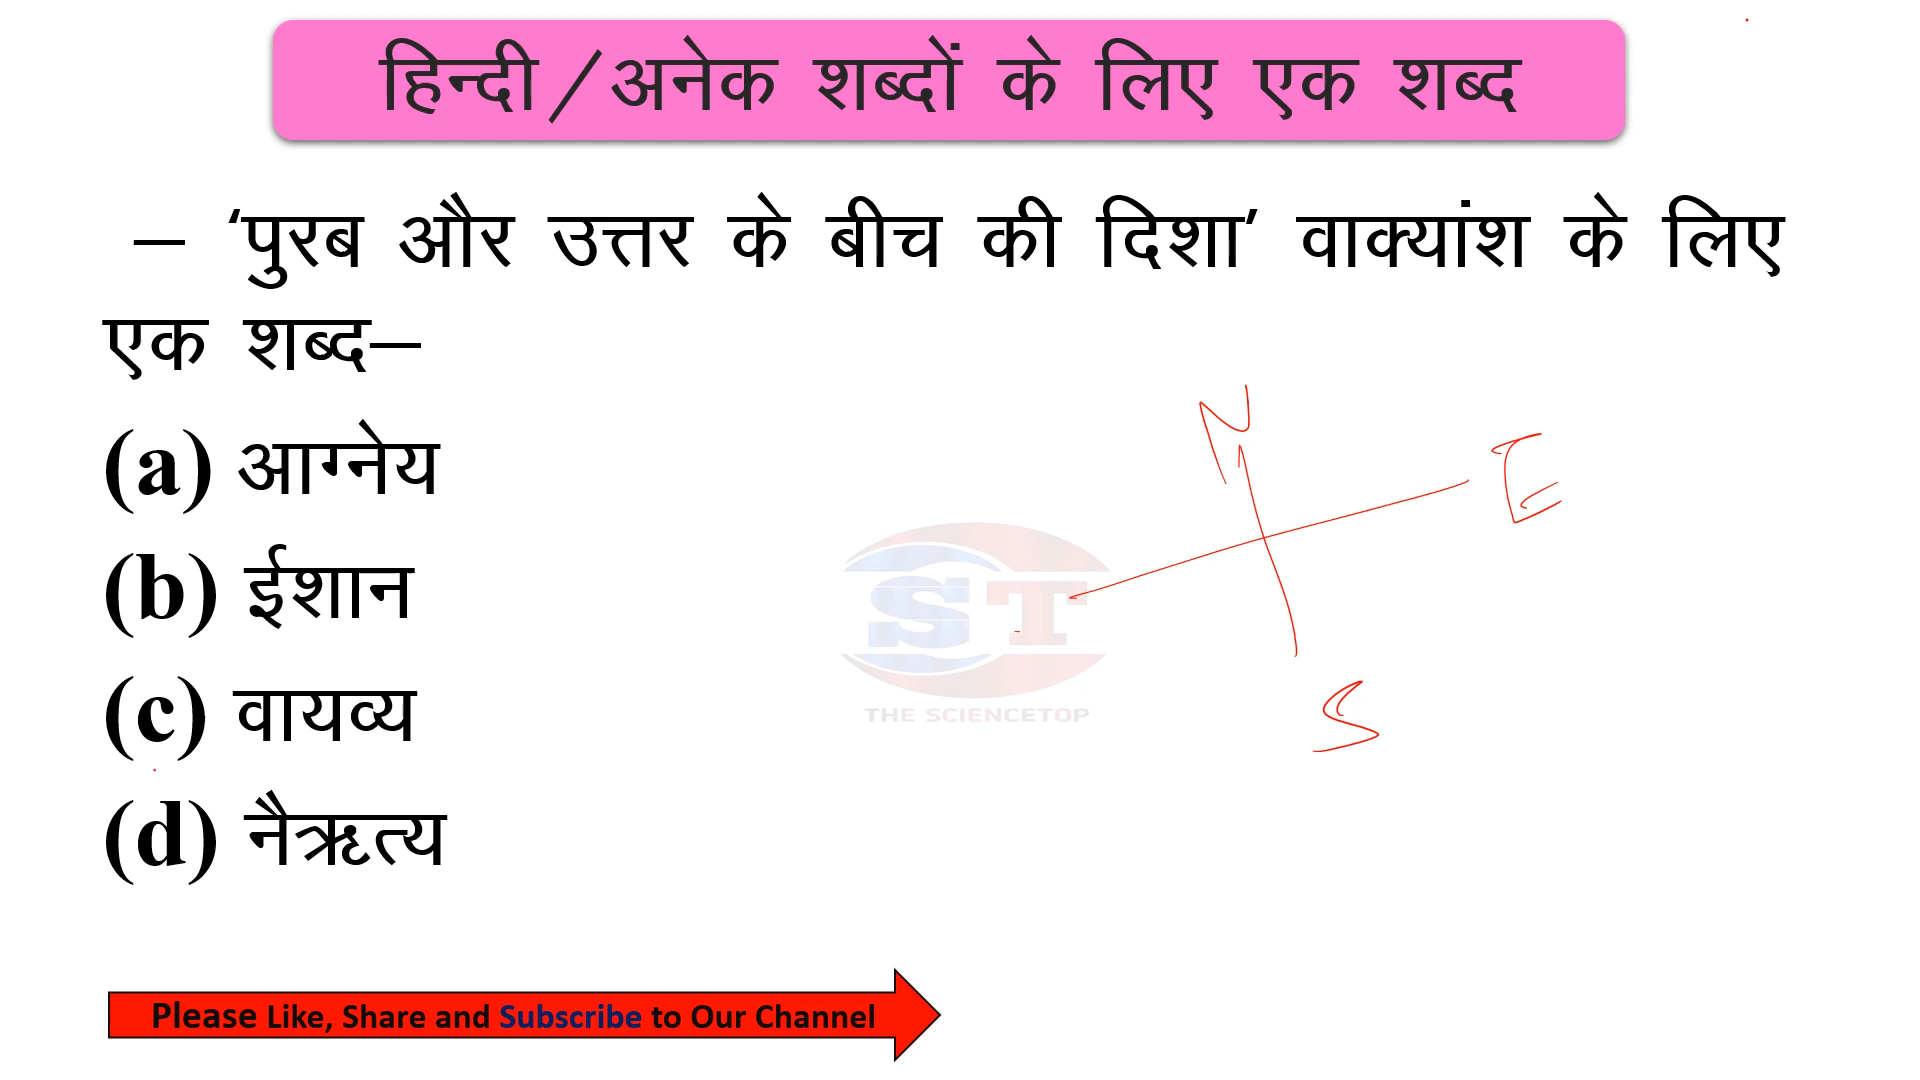 हिन्दी/अनेक शब्दों के लिए एक शब्द
– ‘पुरब और उत्तर के बीच की दिशा’ वाक्यांश के लिए
एक शब्द–
(a) आग्नेय
(b) ईशान
(c) वायव्य
(d) नैऋत्य
N
E
S
ST
THE SCIENCETOP
Please Like, Share and Subscribe to Our Channel